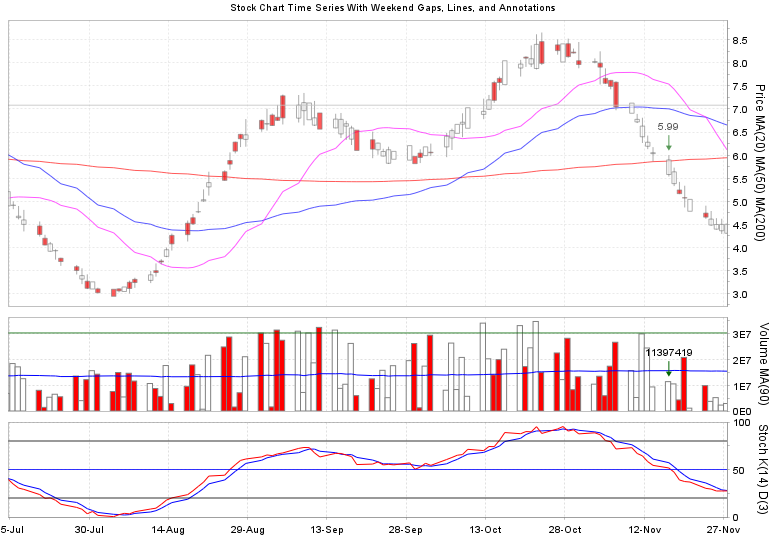 Stock Chart Time Series With Weekend Gaps, Lines, and Annotations
8.5
8.0
7.5
7.0
6.5
6.0
5.5
5.0
4.5
4.0
3.5
3.0
Price MA(20) MA(50) MA(200)
5.99
3E7
2E7
1E7
0E0
Volume MA(90)
11397419
100
50
0
Stoch K(14) D(3)
5-Jul
30-Jul
14-Aug
29-Aug
13-Sep
28-Sep
13-Oct
28-Oct
12-Nov
27-Nov